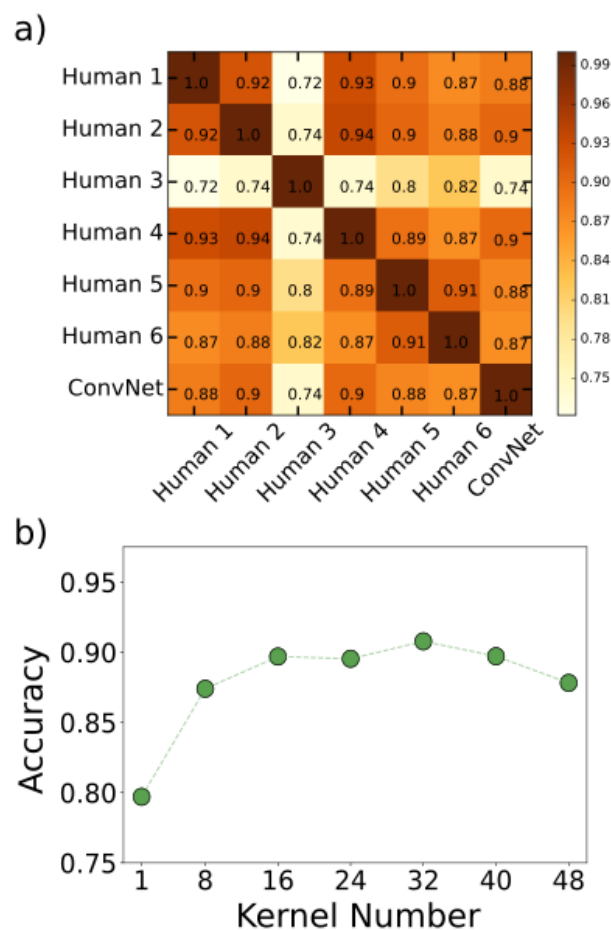 a)
Human 1 1.0 0.92 0.72 0.93 0.9 0.87 0.88
Human 2 0.92 1.0 0.74 0.94 0.9 0.88 0.9
Human 3 0.72 0.74 1.0 0.74 0.8 0.82 0.74
Human 4 0.93 0.94 0.74 1.0 0.89 0.87 0.9
Human 5 0.9 0.9 0.8 0.89 1.0 0.91 0.88
Human 6 0.87 0.88 0.82 0.87 0.91 1.0 0.87
ConvNet 0.88 0.9 0.74 0.9 0.88 0.87 1.0
Human 1 Human 2 Human 3 Human 4 Human 5 Human 6 ConvNet
0.99
0.96
0.93
0.90
0.87
0.84
0.81
0.78
0.75
b)
Accuracy
0.95
0.90
0.85
0.80
0.75
1 8 16 24 32 40 48
Kernel Number